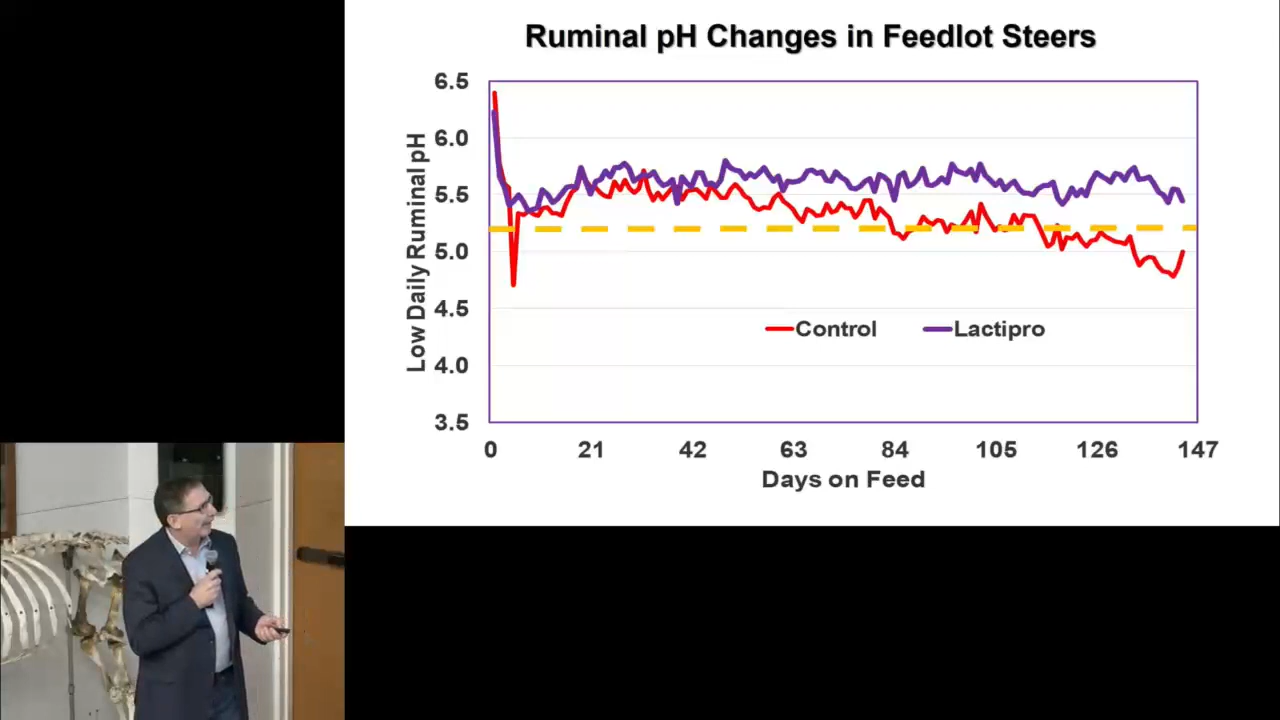 Ruminal pH Changes in Feedlot Steers
Low Daily Ruminal pH
6.5
6.0
5.5
5.0
4.5
4.0
3.5
Control
Lactipro
0 21 42 63 84 105 126 147
Days on Feed